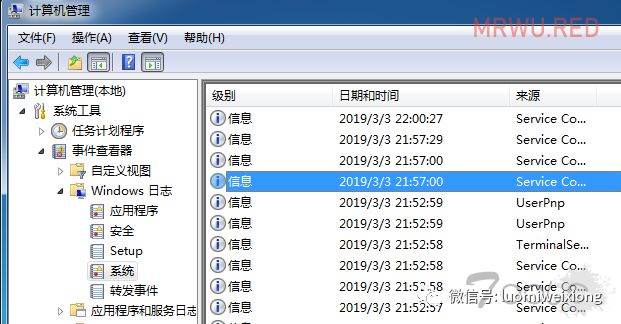 计算机管理
文件(F) 操作(A) 查看(V) 帮助(H)
MRWU.RED
计算机管理(本地)
系统工具
任务计划程序
事件查看器
自定义视图
Windows 日志
应用程序
安全
Setup
系统
转发事件
应用程序和服务日志
级别 日期和时间 来源
信息 2019/3/3 22:00:27 Service Co...
信息 2019/3/3 21:57:29 Service Co...
信息 2019/3/3 21:57:00 Service Co...
信息 2019/3/3 21:57:00 Service Co...
信息 2019/3/3 21:52:59 UserPnp
信息 2019/3/3 21:52:59 UserPnp
信息 2019/3/3 21:52:58 TerminalSe...
信息 2019/3/3 21:52:58 Service Co...
信息 2019/3/3 21:52:58 Service Co...
信息 2019/3/3 21:52:57 Service Co...
微信号: luomiweixiong